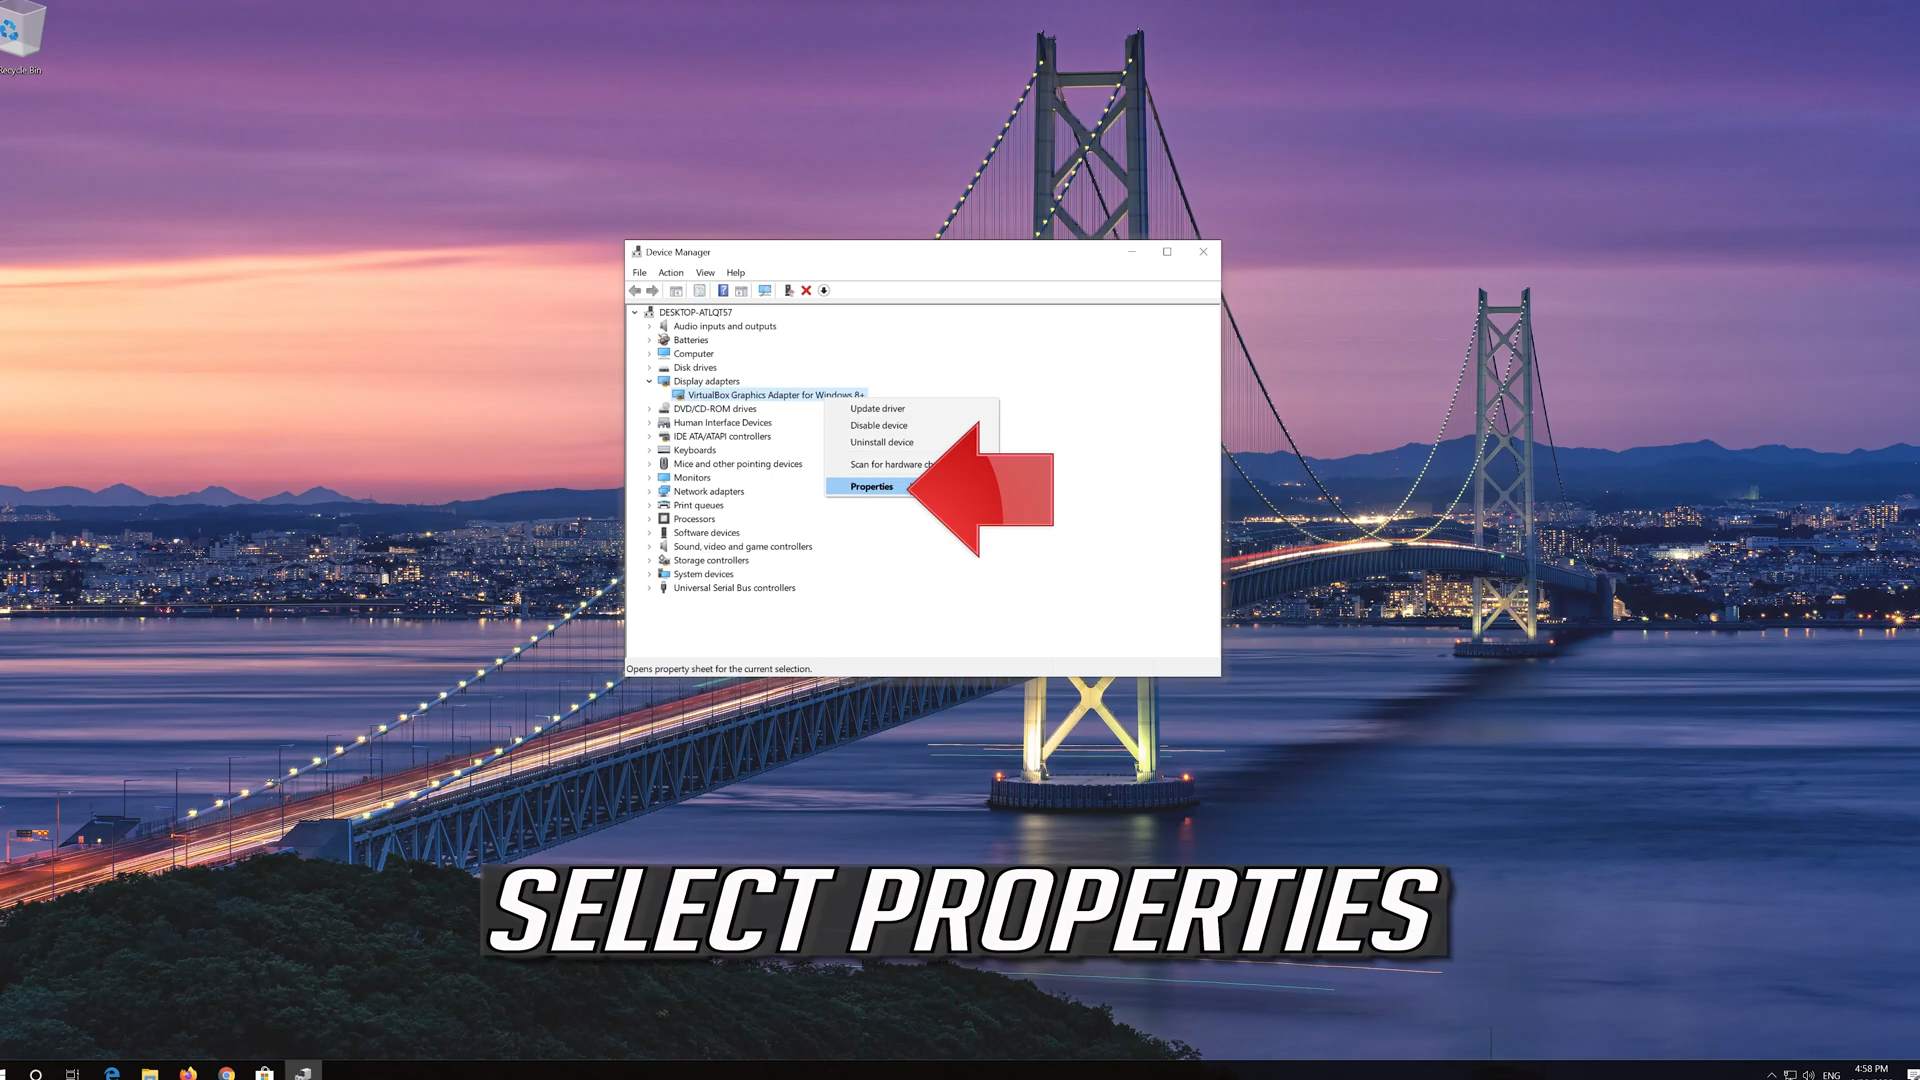 Recycle Bin
Device Manager
File Action View Help
DESKTOP-ATLQT57
Audio inputs and outputs
Batteries
Computer
Disk drives
Display adapters
VirtualBox Graphics Adapter for Windows 8+
DVD/CD-ROM drives
Human Interface Devices
IDE ATA/ATAPI controllers
Keyboards
Mice and other pointing devices
Monitors
Network adapters
Print queues
Processors
Software devices
Sound, video and game controllers
Storage controllers
System devices
Universal Serial Bus controllers
Update driver
Disable device
Uninstall device
Scan for hardware
Properties
Opens property sheet for the current selection.
SELECT PROPERTIES
ENG
4:58 PM